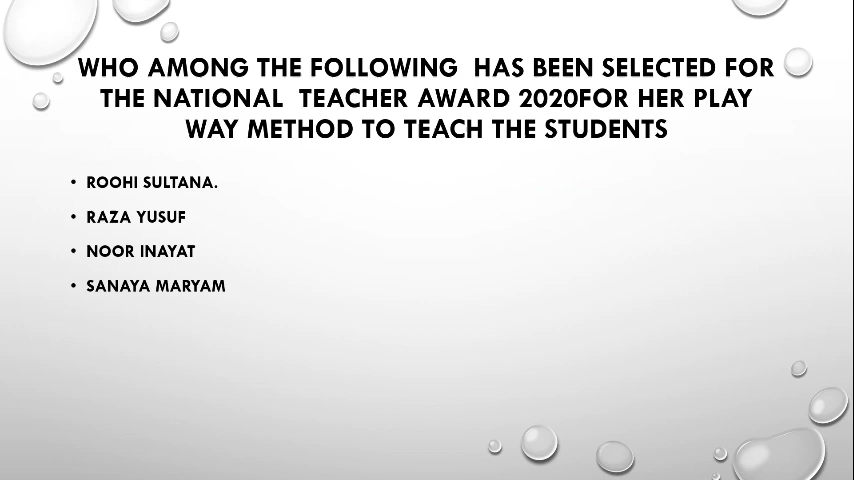 WHO AMONG THE FOLLOWING HAS BEEN SELECTED FOR
THE NATIONAL TEACHER AWARD 2020FOR HER PLAY
WAY METHOD TO TEACH THE STUDENTS
• ROOHI SULTANA.
• RAZA YUSUF
• NOOR INAYAT
• SANAYA MARYAM